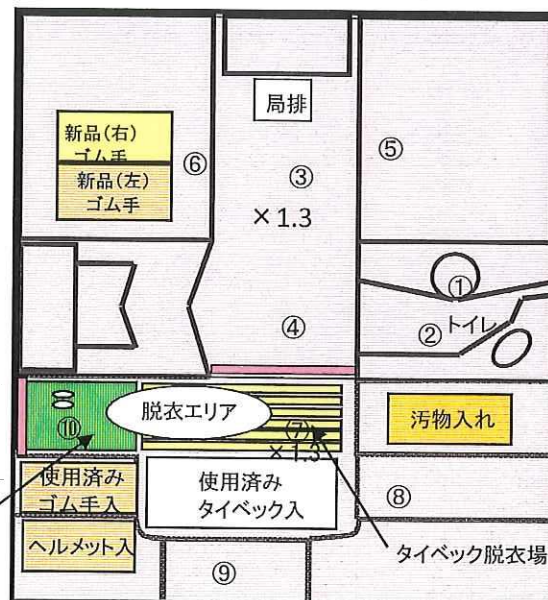 局排
新品(右)
ゴム手
新品(左)
ゴム手
⑥
③
⑤
×1.3
①
④
②
トイレ
脱衣エリア
⑩
⑦
×1.3
汚物入れ
使用済み
ゴム手入
使用済み
タイベック入
⑧
ヘルメット入
タイベック脱衣場
⑨